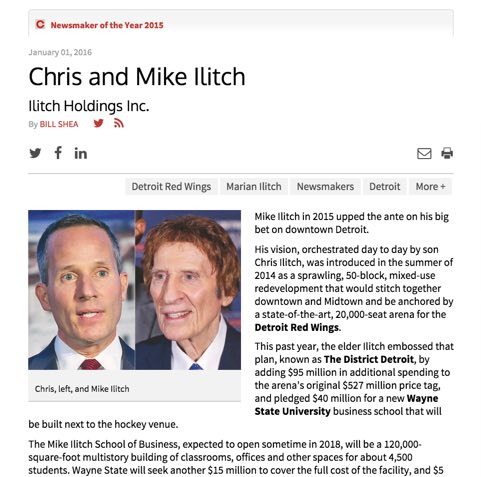 Newsmaker of the Year 2015
January 01, 2016
Chris and Mike Ilitch
Ilitch Holdings Inc.
By BILL SHEA
Detroit Red Wings Marian Ilitch Newsmakers Detroit More +
Mike Ilitch in 2015 upped the ante on his big
bet on downtown Detroit.
His vision, orchestrated day to day by son
Chris Ilitch, was introduced in the summer of
2014 as a sprawling, 50-block, mixed-use
redevelopment that would stitch together
downtown and Midtown and be anchored by
a state-of-the-art, 20,000-seat arena for the
Detroit Red Wings.
This past year, the elder Ilitch embossed that
plan, known as The District Detroit, by
adding $95 million in additional spending to
the arena's original $527 million price tag,
and pledged $40 million for a new Wayne
State University business school that will
Chris, left, and Mike Ilitch
be built next to the hockey venue.
The Mike Ilitch School of Business, expected to open sometime in 2018, will be a 120,000-
square-foot multistory building of classrooms, offices and other spaces for about 4,500
students. Wayne State will seek another $15 million to cover the full cost of the facility, and $5